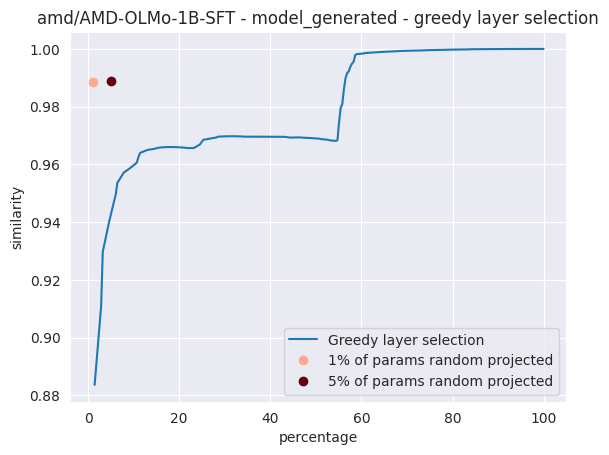 amd/AMD-OLMo-1B-SFT - model_generated - greedy layer selection
1.00
0.98
0.96
0.94
0.92
0.90
0.88
similarity
0 20 40 60 80 100
percentage
Greedy layer selection
1% of params random projected
5% of params random projected